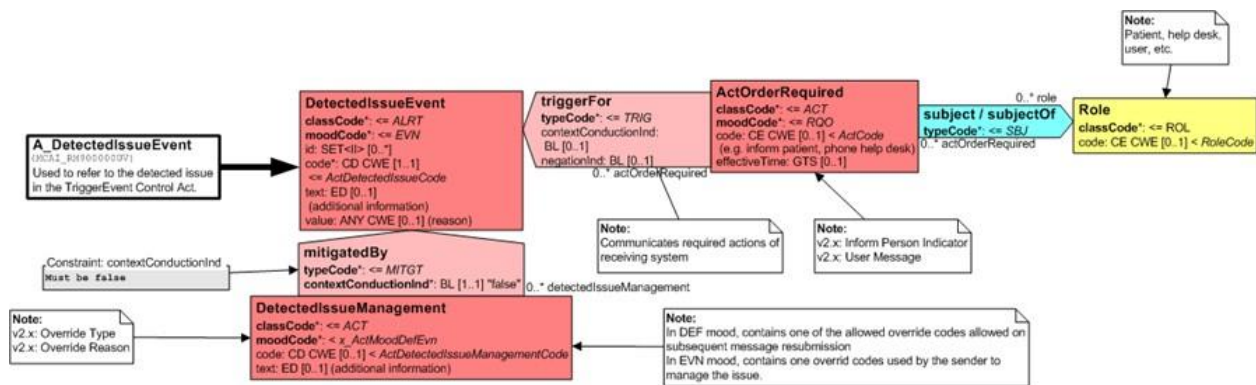 Note:
Patient, help desk,
user, etc.
A_DetectedIssueEvent
(MCAI_RM900000UV)
Used to refer to the detected issue
in the TriggerEvent Control Act.
DetectedIssueEvent
classCode*: <= ALRT
moodCode*: <= EVN
id: SET<II> [0..*]
code*: CD CWE [1..1]
<= ActDetectedIssueCode
text: ED [0..1]
(additional information)
value: ANY CWE [0..1] (reason)
triggerFor
typeCode*: <= TRIG
contextConductionInd:
BL [0..1]
negationInd: BL [0..1]
0..* actOrderRequired
ActOrderRequired
classCode*: <= ACT
moodCode*: <= RQO
code: CE CWE [0..1] < ActCode
(e.g. inform patient, phone help desk)
effectiveTime: GTS [0..1]
0..* role
subject / subjectOf
typeCode*: <= SBJ
0..* actOrderRequired
Role
classCode*: <= ROL
code: CE CWE [0..1] < RoleCode
Note:
Communicates required actions of
receiving system
Note:
v2.x: Inform Person Indicator
v2.x: User Message
Constraint: contextConductionInd
Must be false
mitigatedBy
typeCode*: <= MITGT
contextConductionInd*: BL [1..1] "false"
0..* detectedIssueManagement
Note:
v2.x: Override Type
v2.x: Override Reason
DetectedIssueManagement
classCode*: <= ACT
moodCode*: < x_ActMoodDefEvn
code: CD CWE [0..1] < ActDetectedIssueManagementCode
text: ED [0..1] (additional information)
Note:
In DEF mood, contains one of the allowed override codes allowed on
subsequent message resubmission
In EVN mood, contains one overrid codes used by the sender to
manage the issue.